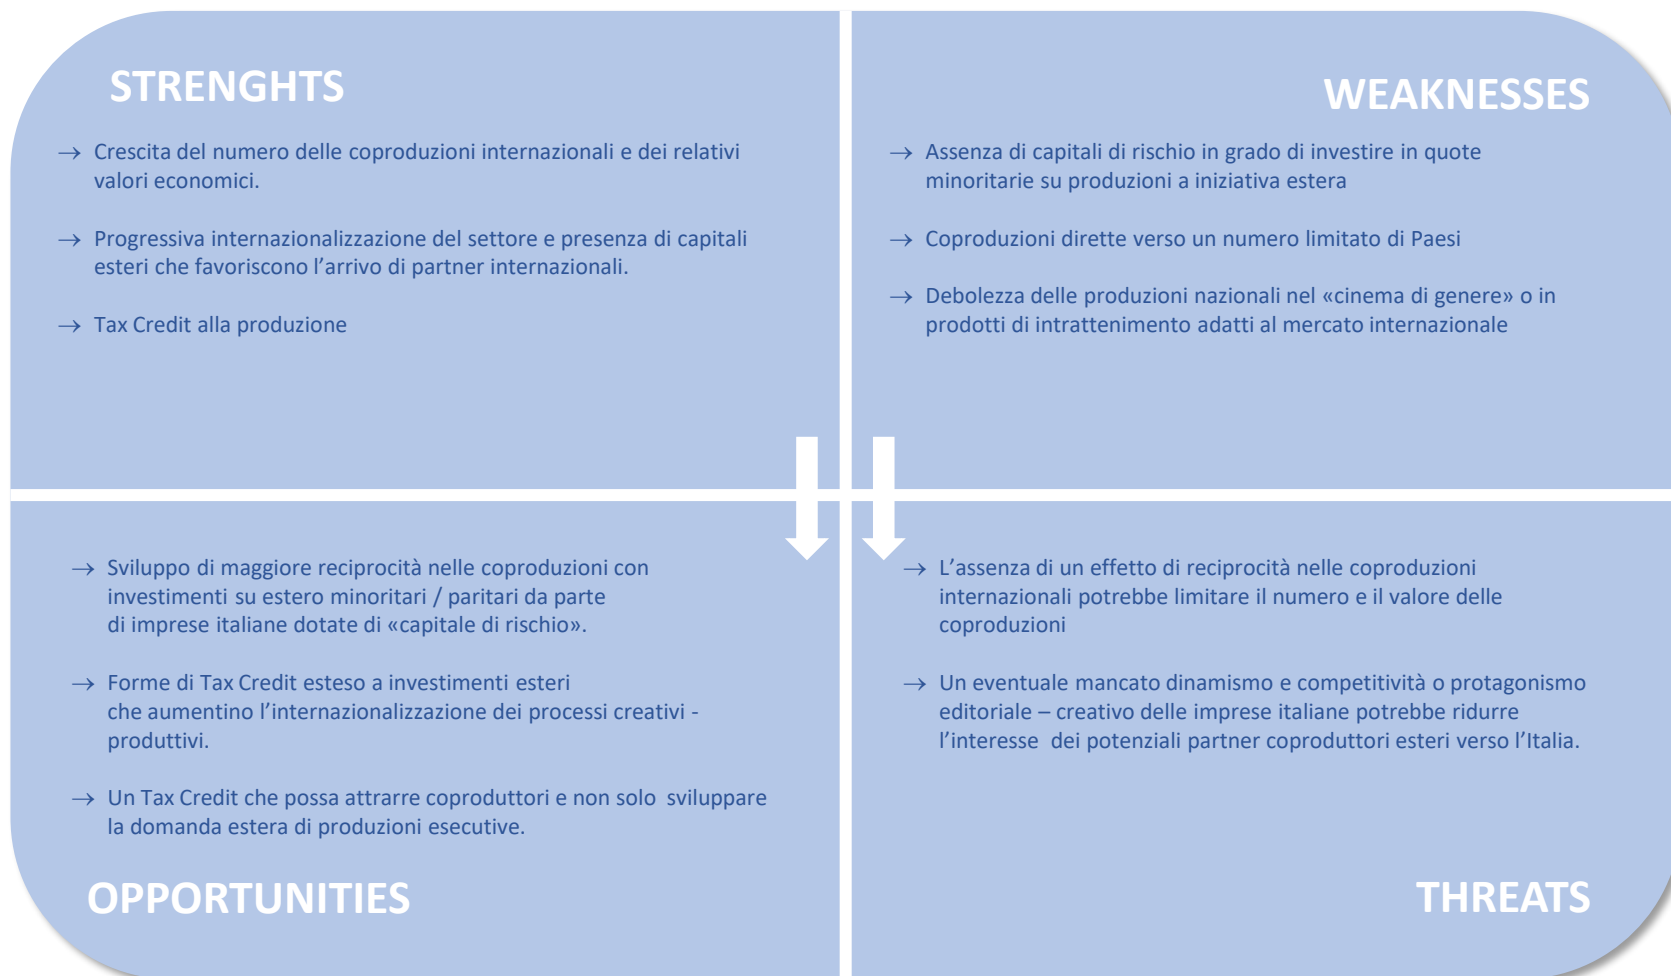 STRENGHTS
→ Crescita del numero delle coproduzioni internazionali e dei relativi
valori economici.
→ Progressiva internazionalizzazione del settore e presenza di capitali
esteri che favoriscono l’arrivo di partner internazionali.
→ Tax Credit alla produzione
WEAKNESSES
→ Assenza di capitali di rischio in grado di investire in quote
minoritarie su produzioni a iniziativa estera
→ Coproduzioni dirette verso un numero limitato di Paesi
→ Debolezza delle produzioni nazionali nel «cinema di genere» o in
prodotti di intrattenimento adatti al mercato internazionale
→ Sviluppo di maggiore reciprocità nelle coproduzioni con
investimenti su estero minoritari / paritari da parte
di imprese italiane dotate di «capitale di rischio».
→ Forme di Tax Credit esteso a investimenti esteri
che aumentino l’internazionalizzazione dei processi creativi -
produttivi.
→ Un Tax Credit che possa attrarre coproduttori e non solo sviluppare
la domanda estera di produzioni esecutive.
OPPORTUNITIES
→ L’assenza di un effetto di reciprocità nelle coproduzioni
internazionali potrebbe limitare il numero e il valore delle
coproduzioni
→ Un eventuale mancato dinamismo e competitività o protagonismo
editoriale – creativo delle imprese italiane potrebbe ridurre
l’interesse dei potenziali partner coproduttori esteri verso l’Italia.
THREATS